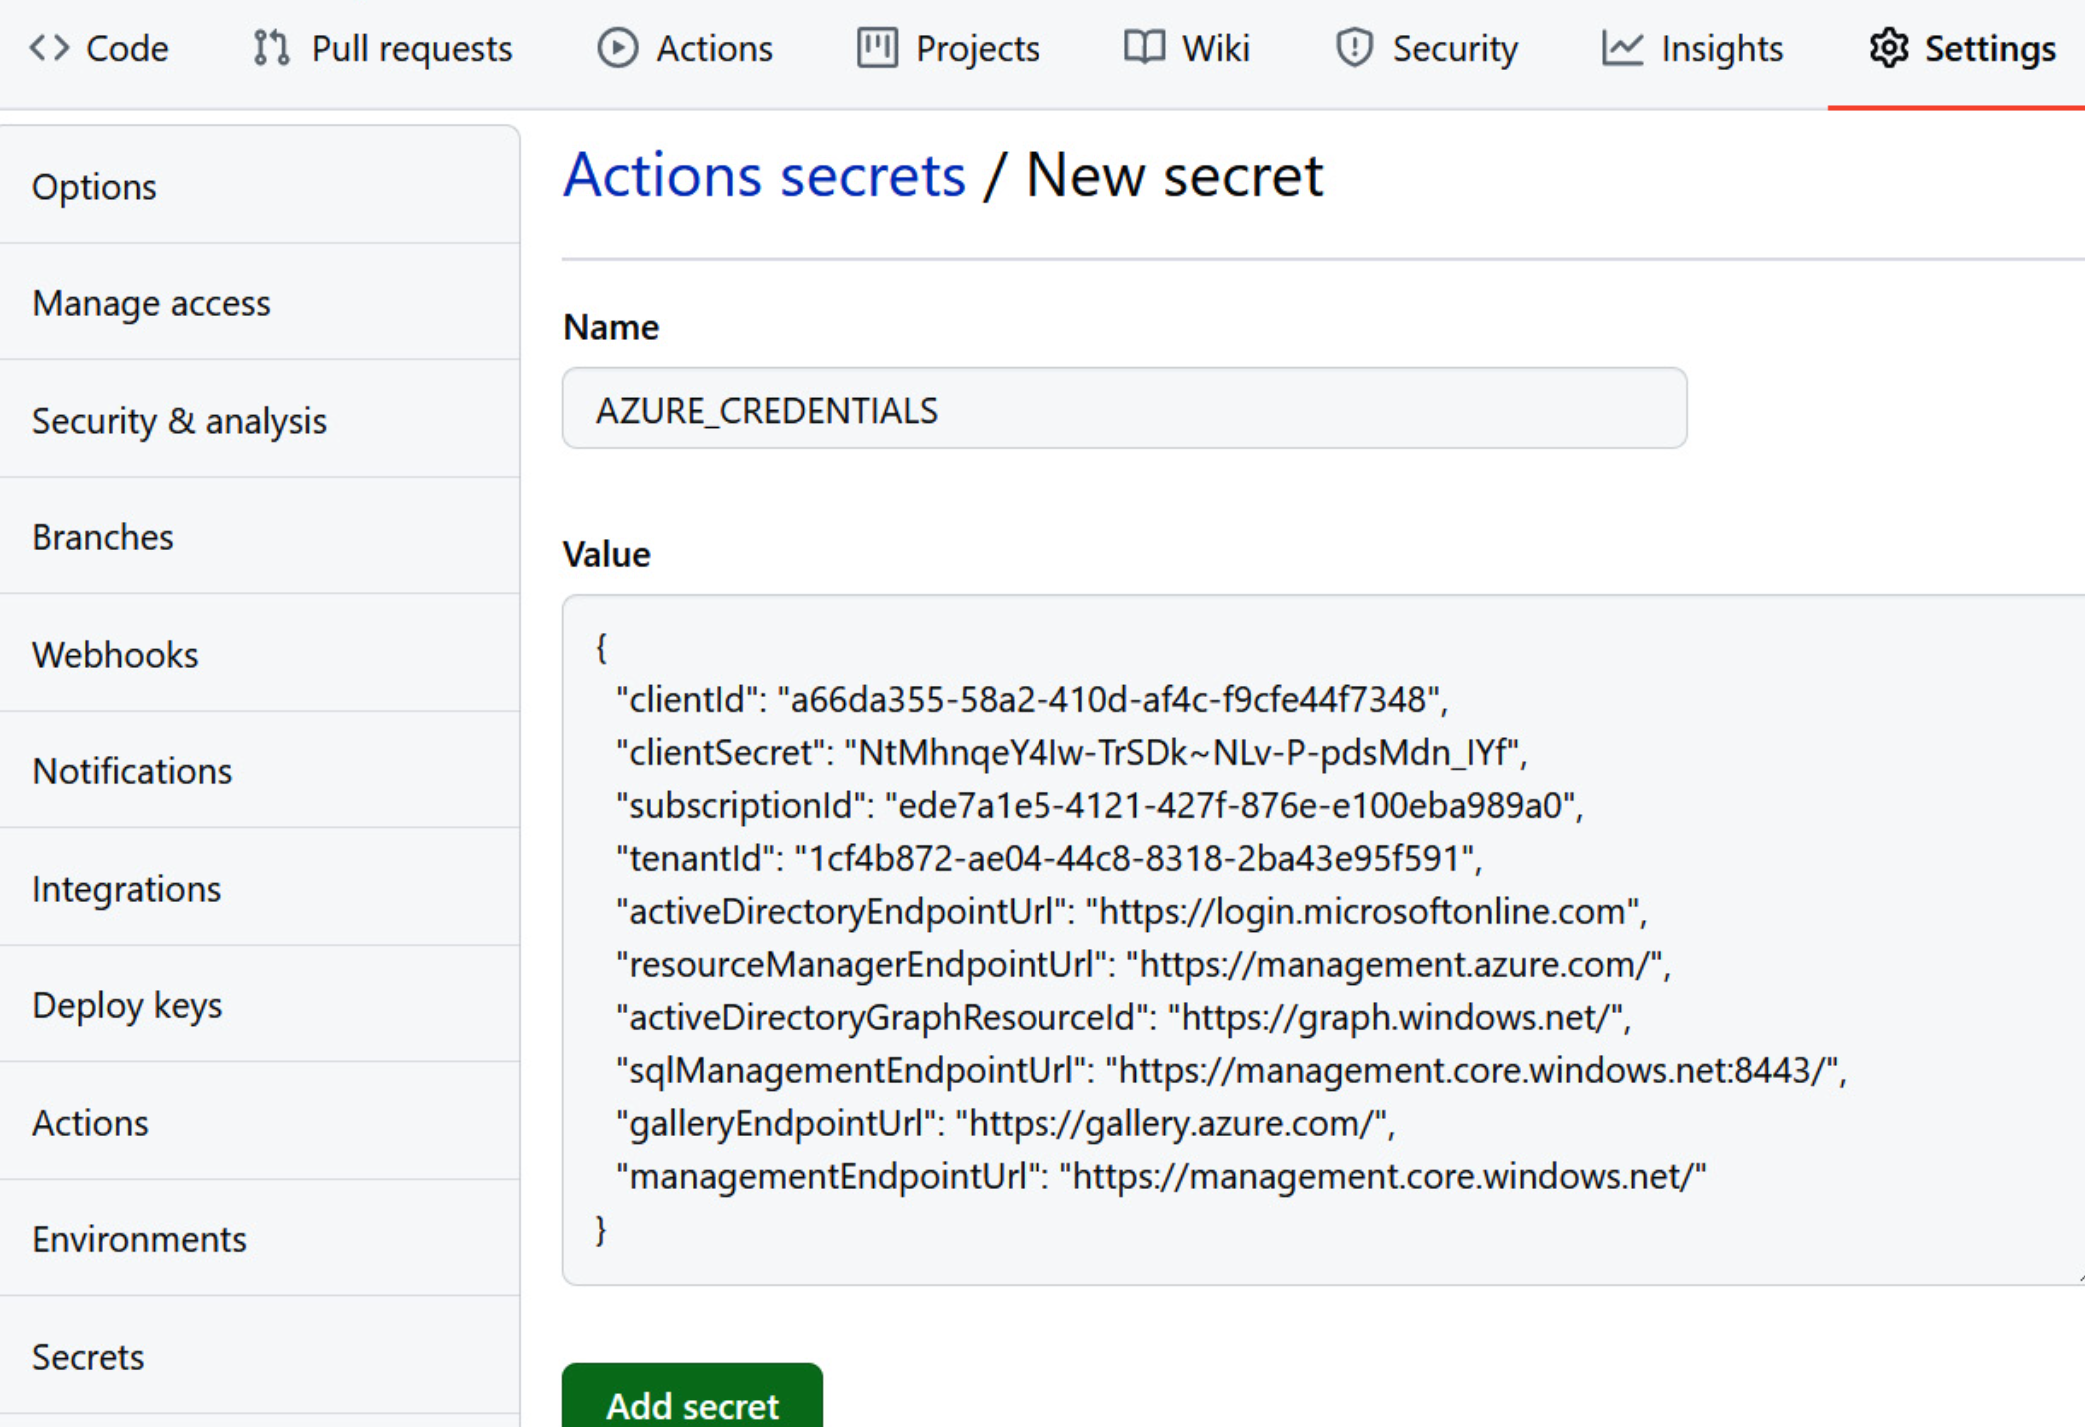 Code Pull requests Actions Projects Wiki Security Insights Settings
Options
Manage access
Security & analysis
Branches
Webhooks
Notifications
Integrations
Deploy keys
Actions
Environments
Secrets
Actions secrets / New secret
Name
AZURE_CREDENTIALS
Value
{
"clientId": "a66da355-58a2-410d-af4c-f9cfe44f7348",
"clientSecret": "NtMhnqeY4Iw-TrSDk~NLv-P-pdsMdn_IYf",
"subscriptionId": "ede7a1e5-4121-427f-876e-e100eba989a0",
"tenantId": "1cf4b872-ae04-44c8-8318-2ba43e95f591",
"activeDirectoryEndpointUrl": "https://login.microsoftonline.com",
"resourceManagerEndpointUrl": "https://management.azure.com/",
"activeDirectoryGraphResourceId": "https://graph.windows.net/",
"sqlManagementEndpointUrl": "https://management.core.windows.net:8443/",
"galleryEndpointUrl": "https://gallery.azure.com/",
"managementEndpointUrl": "https://management.core.windows.net/"
}
Add secret